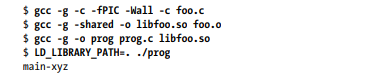 $ gcc -g -c -fPIC -Wall -c foo.c
$ gcc -g -shared -o libfoo.so foo.o
$ gcc -g -o prog prog.c libfoo.so
$ LD_LIBRARY_PATH=. ./prog
main-xyz